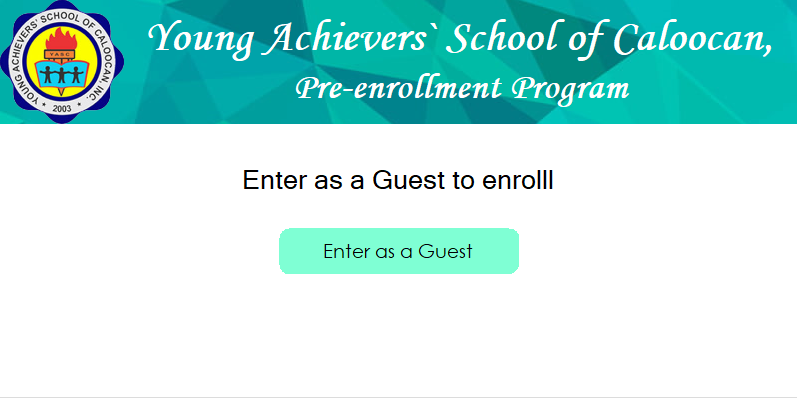 Young Achievers` School of Caloocan,
Pre-enrollment Program
YOUNG ACHIEVERS' SCHOOL OF CALOOCAN, INC.
YASC
2003
Enter as a Guest to enrolll
Enter as a Guest